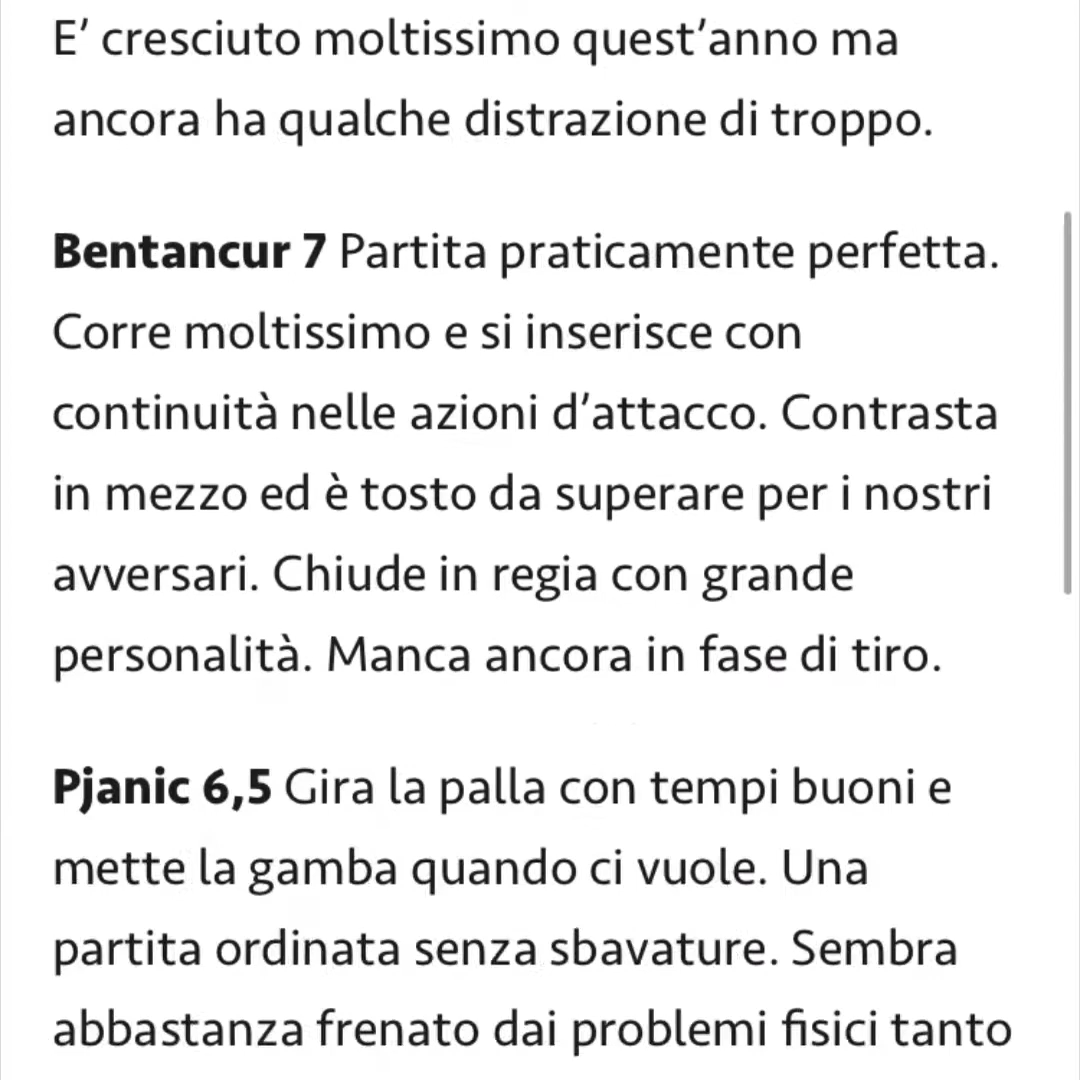 E’ cresciuto moltissimo quest’anno ma
ancora ha qualche distrazione di troppo.
Bentancur 7 Partita praticamente perfetta.
Corre moltissimo e si inserisce con
continuità nelle azioni d’attacco. Contrasta
in mezzo ed è tosto da superare per i nostri
avversari. Chiude in regia con grande
personalità. Manca ancora in fase di tiro.
Pjanic 6,5 Gira la palla con tempi buoni e
mette la gamba quando ci vuole. Una
partita ordinata senza sbavature. Sembra
abbastanza frenato dai problemi fisici tanto